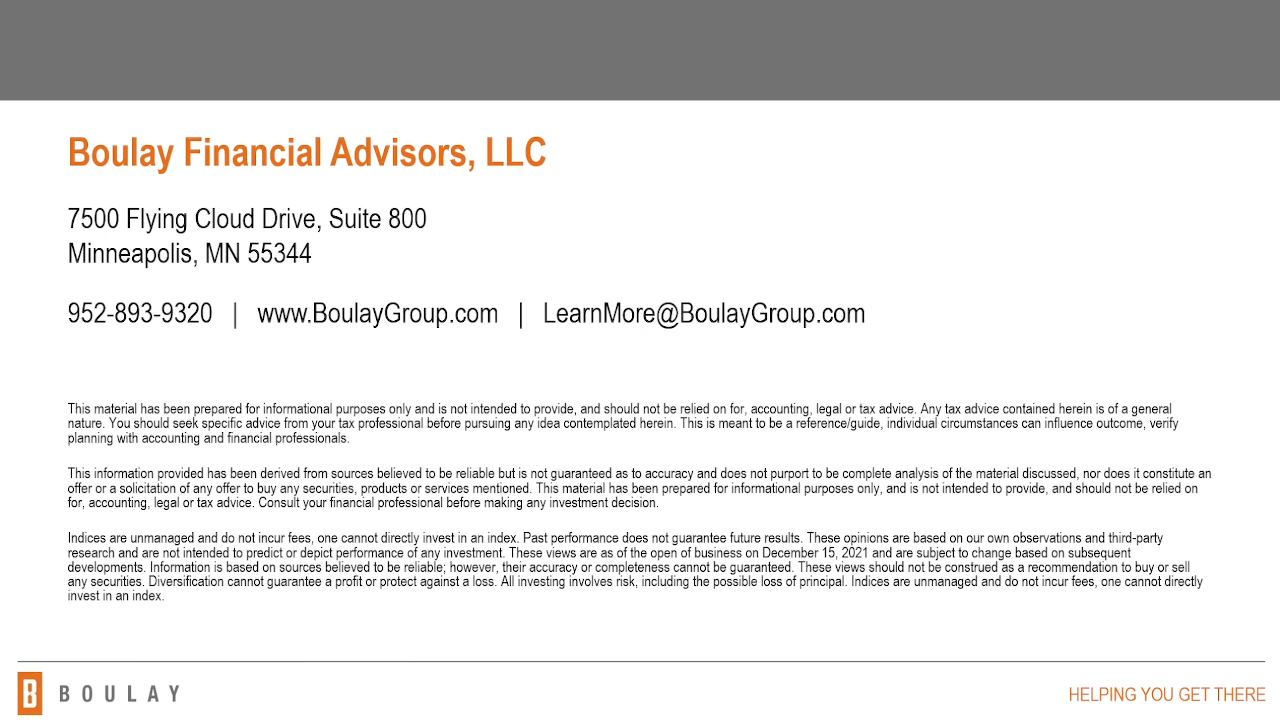 Boulay Financial Advisors, LLC
7500 Flying Cloud Drive, Suite 800
Minneapolis, MN 55344
952-893-9320 | www.BoulayGroup.com | LearnMore@BoulayGroup.com
This material has been prepared for informational purposes only and is not intended to provide, and should not be relied on for, accounting, legal or tax advice. Any tax advice contained herein is of a general
nature. You should seek specific advice from your tax professional before pursuing any idea contemplated herein. This is meant to be a reference/guide, individual circumstances can influence outcome, verify
planning with accounting and financial professionals.
This information provided has been derived from sources believed to be reliable but is not guaranteed as to accuracy and does not purport to be complete analysis of the material discussed, nor does it constitute an
offer or a solicitation of any offer to buy any securities, products or services mentioned. This material has been prepared for informational purposes only, and is not intended to provide, and should not be relied on
for, accounting, legal or tax advice. Consult your financial professional before making any investment decision.
Indices are unmanaged and do not incur fees, one cannot directly invest in an index. Past performance does not guarantee future results. These opinions are based on our own observations and third-party
research and are not intended to predict or depict performance of any investment. These views are as of the open of business on December 15, 2021 and are subject to change based on subsequent
developments. Information is based on sources believed to be reliable; however, their accuracy or completeness cannot be guaranteed. These views should not be construed as a recommendation to buy or sell
any securities. Diversification cannot guarantee a profit or protect against a loss. All investing involves risk, including the possible loss of principal. Indices are unmanaged and do not incur fees, one cannot directly
invest in an index.
B BOULAY
HELPING YOU GET THERE